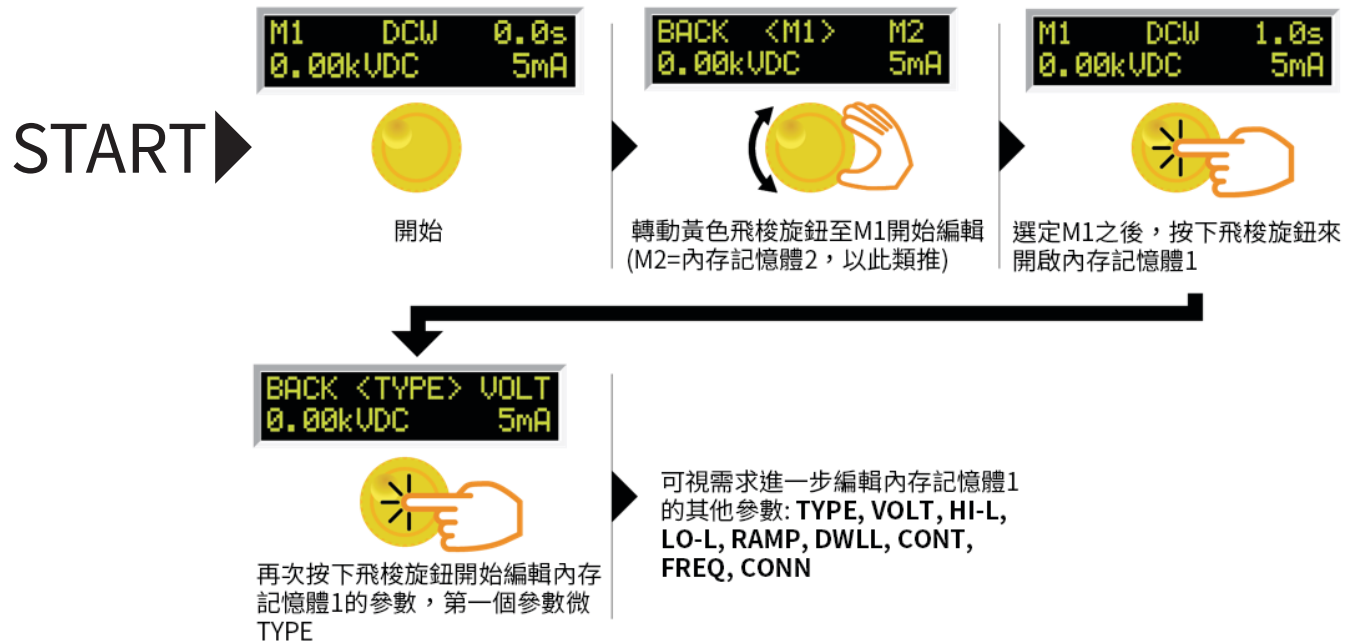 START
M1 DCW 0.0s
0.00kVDC 5mA
開始
BACK <M1> M2
0.00kVDC 5mA
轉動黃色飛梭旋鈕至M1開始編輯
(M2=內存記憶體2，以此類推)
M1 DCW 1.0s
0.00kVDC 5mA
選定M1之後，按下飛梭旋鈕來
開啟內存記憶體1
BACK <TYPE> VOLT
0.00kVDC 5mA
再次按下飛梭旋鈕開始編輯內存
記憶體1的參數，第一個參數微
TYPE
可視需求進一步編輯內存記憶體1
的其他參數: TYPE, VOLT, HI-L,
LO-L, RAMP, DWLL, CONT,
FREQ, CONN